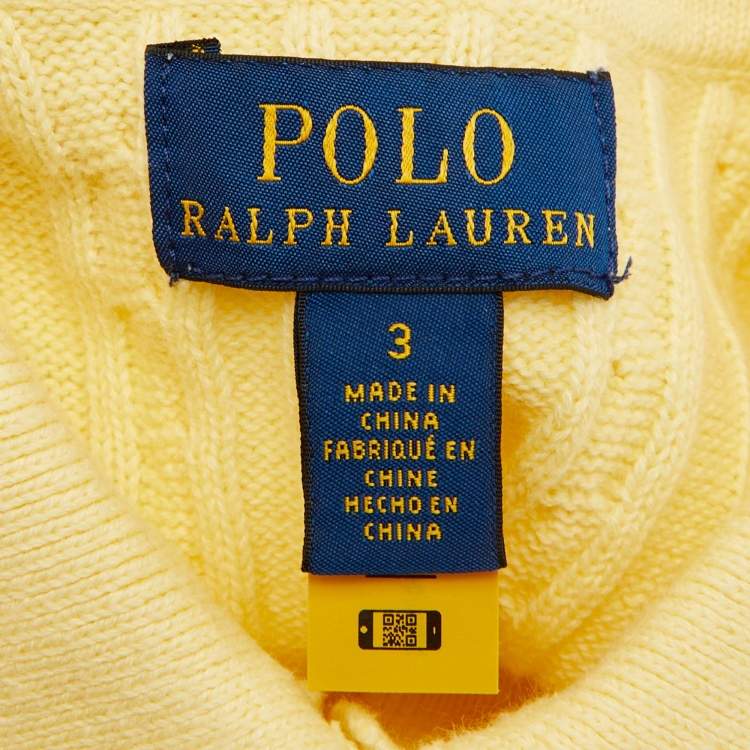 POLO
RALPH LAUREN
3
MADE IN
CHINA
FABRIQUÉ EN
CHINE
HECHO EN
CHINA